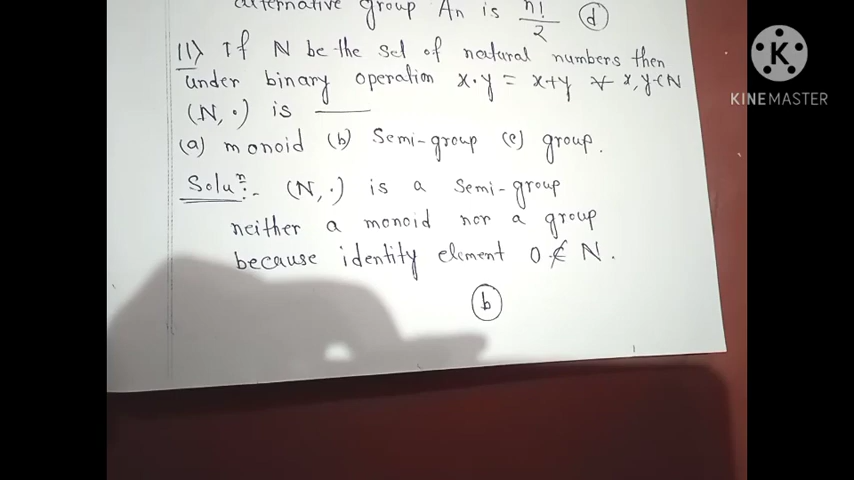 alternative group An is n!/2 (d)
11> If N be the set of natural numbers then
under binary operation x·y = x+y ∀ x,y∈N
(N, ·) is ____
(a) monoid (b) Semi-group (c) group.
Soluⁿ:- (N, ·) is a semi-group
neither a monoid nor a group
because identity element 0∉N.
(b)
KINEMASTER